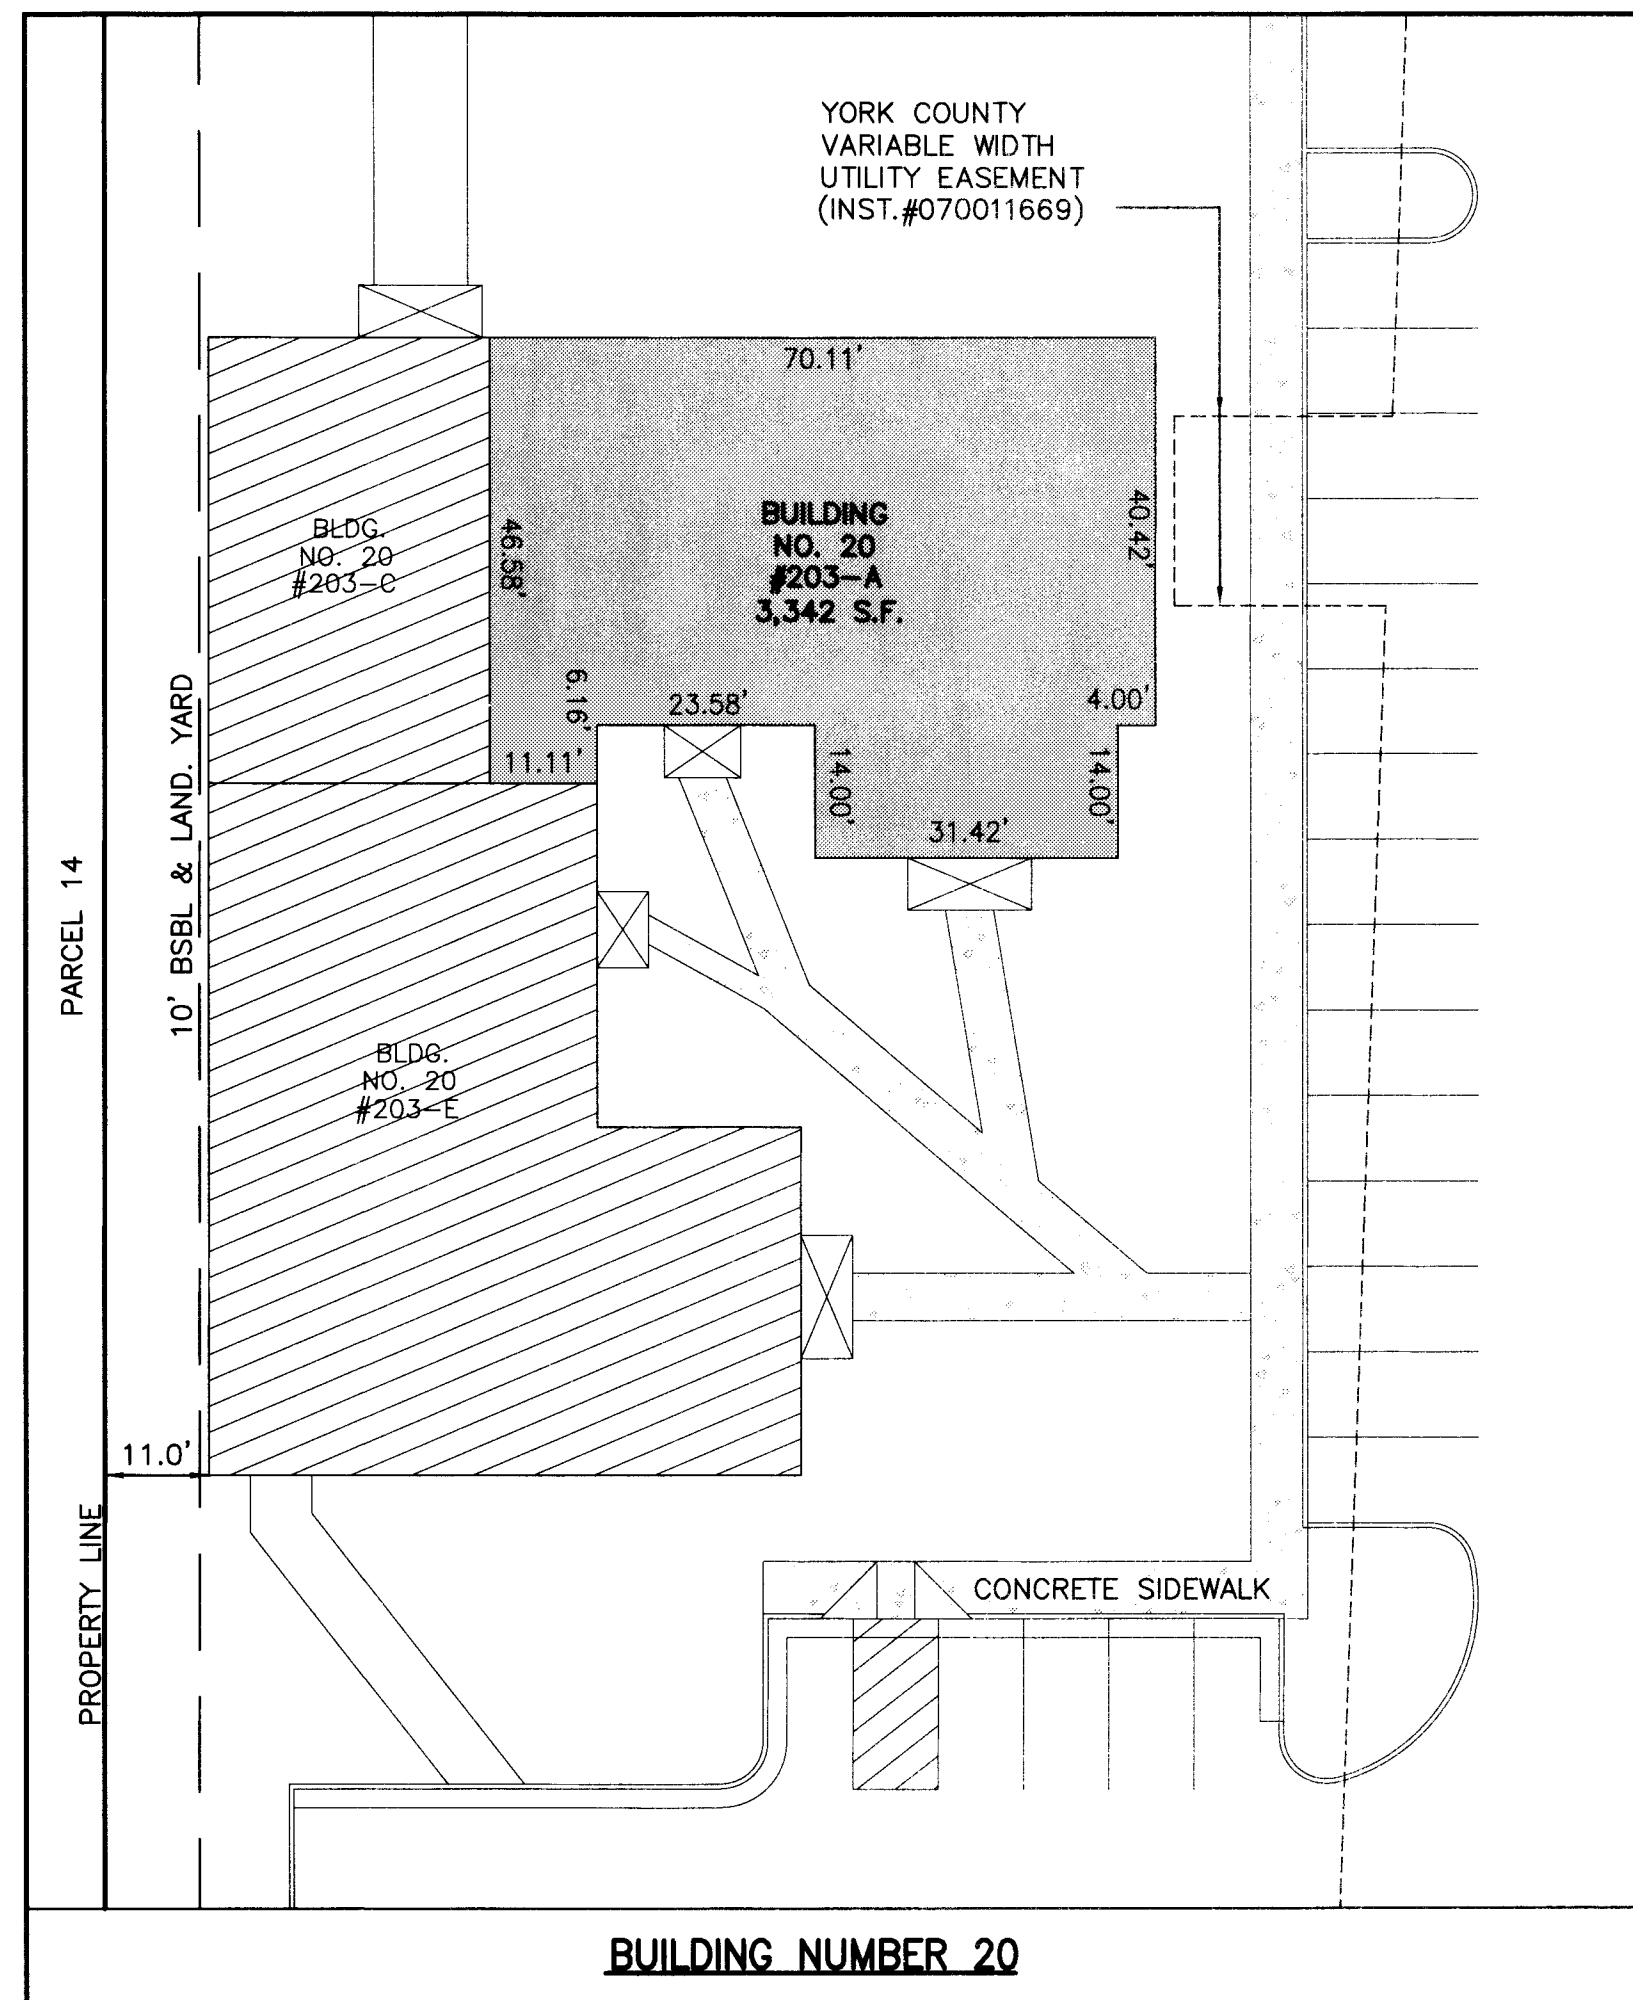 YORK COUNTY
VARIABLE WIDTH
UTILITY EASEMENT
(INST.#070011669)
70.11'
BUILDING
NO. 20
#203-A
3,342 S.F.
40.42'
46.58'
BLDG.
NO. 20
#203-C
6.16'
23.58'
4.00'
11.11'
14.00'
14.00'
31.42'
10' BSBL & LAND. YARD
PARCEL 14
BLDG.
NO. 20
#203-E
11.0'
PROPERTY LINE
CONCRETE SIDEWALK
BUILDING NUMBER 20